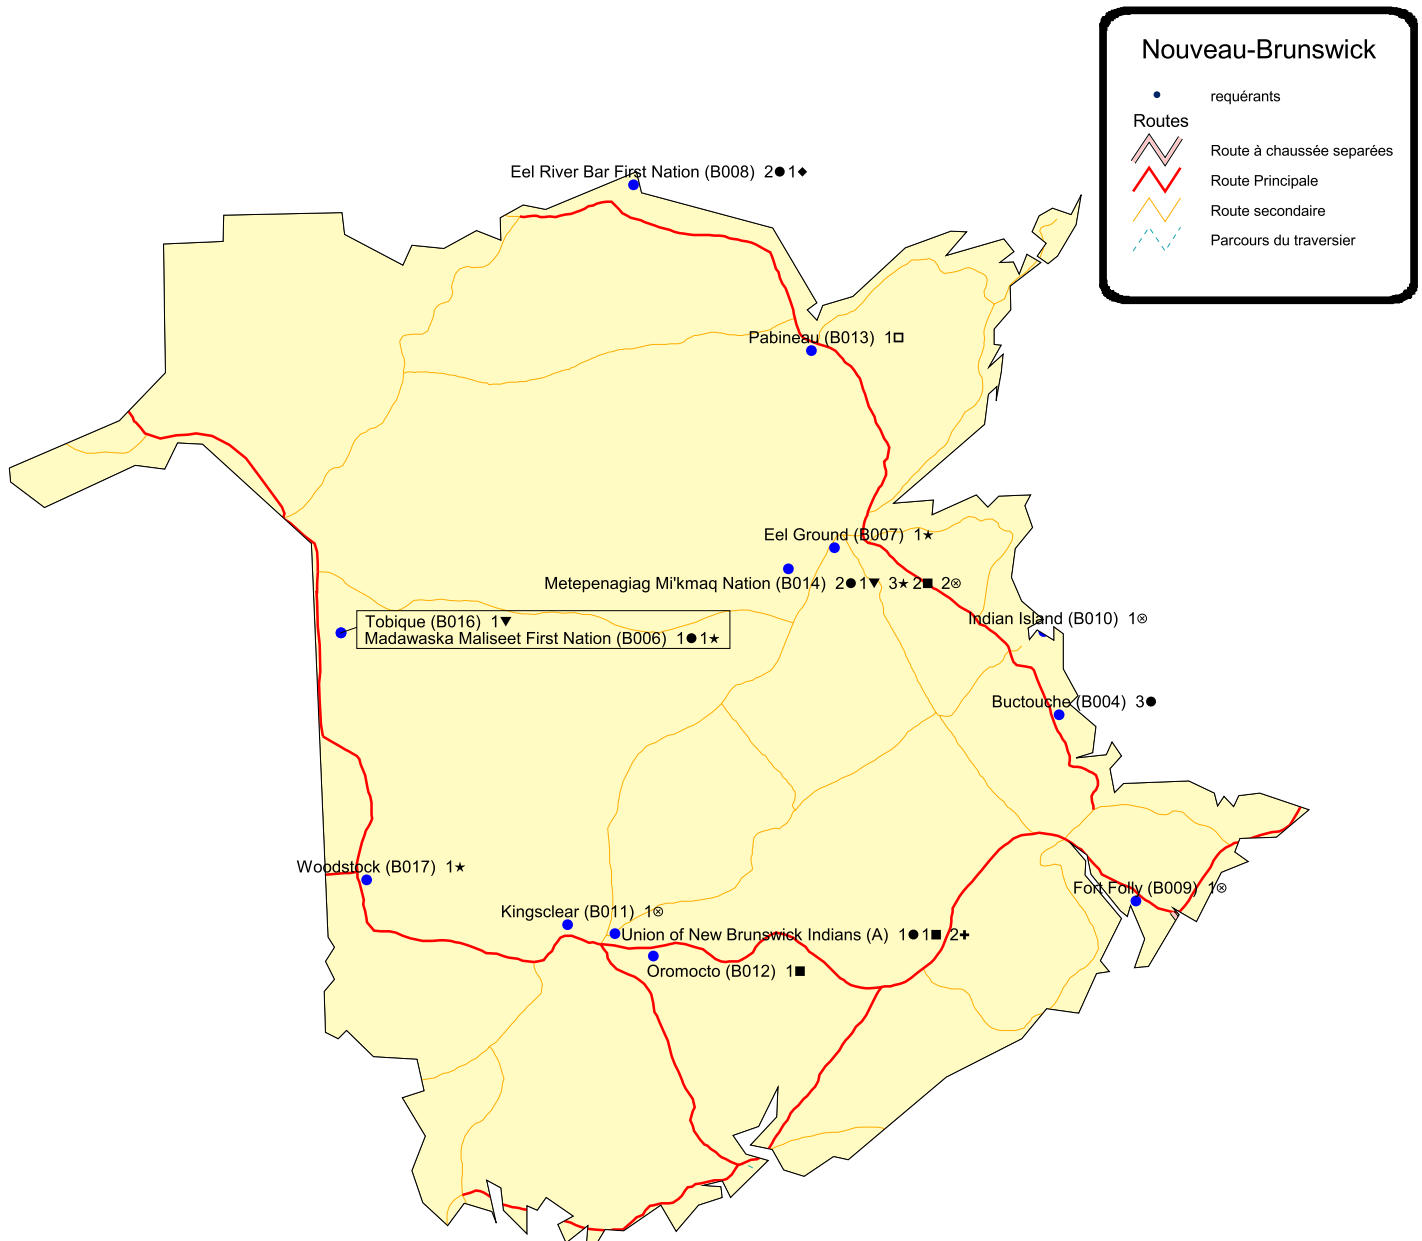 Nouveau-Brunswick
requérants
Routes
Route à chaussée separées
Route Principale
Route secondaire
Parcours du traversier
Eel River Bar First Nation (B008) 2●1◆
Pabineau (B013) 1□
Eel Ground (B007) 1★
Metepenagiag Mi'kmaq Nation (B014) 2●1▼ 3★2■ 2⊗
Tobique (B016) 1▼
Madawaska Maliseet First Nation (B006) 1●1★
Indian Island (B010) 1⊗
Buctouche (B004) 3●
Woodstock (B017) 1★
Fort Folly (B009) 1⊗
Kingsclear (B011) 1⊗
Union of New Brunswick Indians (A) 1●1■ 2✚
Oromocto (B012) 1■